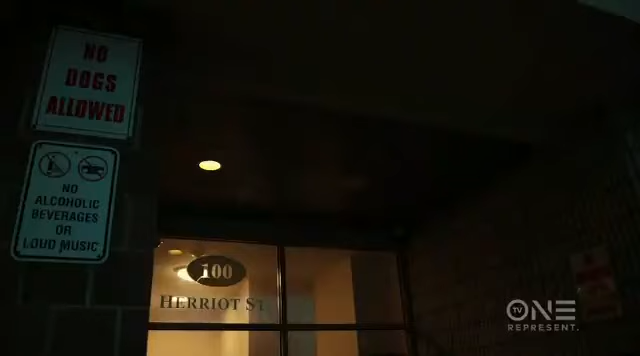 NO
DOGS
ALLOWED
NO
ALCOHOLIC
BEVERAGES
OR
LOUD MUSIC
100
HERRIOT ST
TV ONE
REPRESENT.